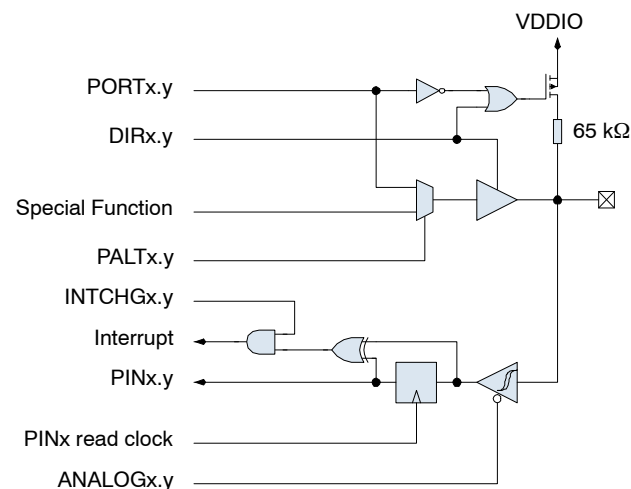 VDDIO
PORTx.y
DIRx.y
65 kΩ
Special Function
PALTx.y
INTCHGx.y
Interrupt
PINx.y
PINx read clock
ANALOGx.y